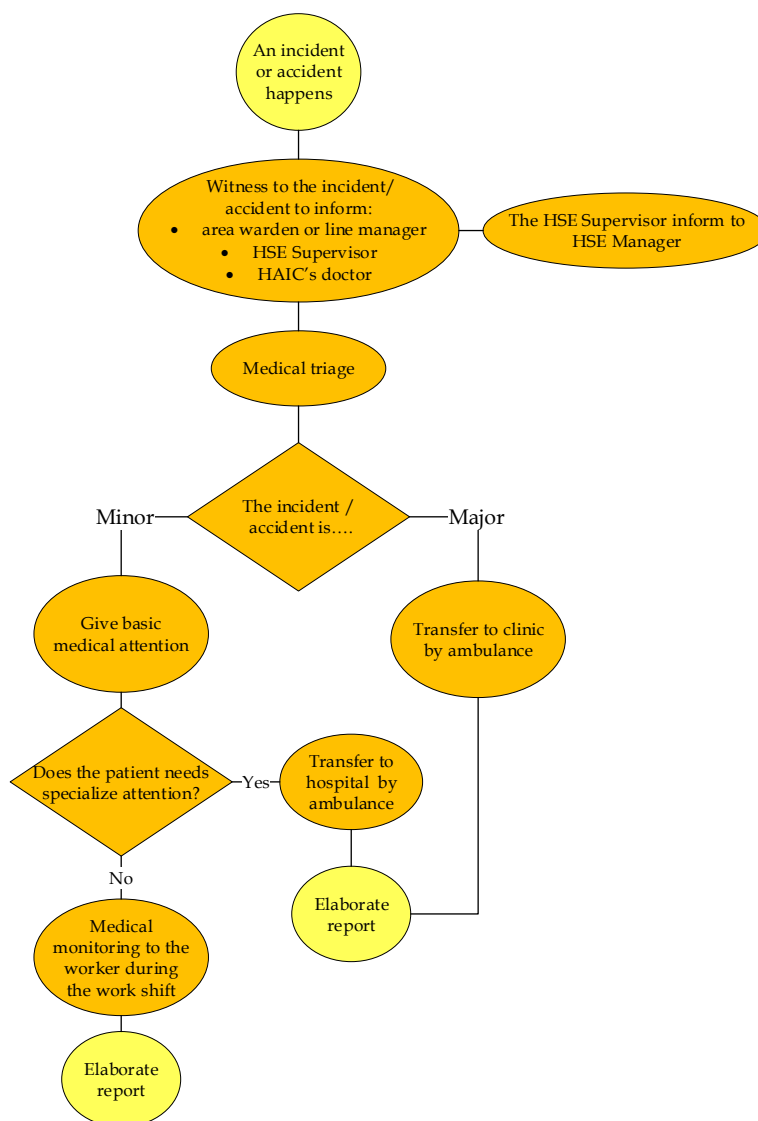 An incident
or accident
happens
Witness to the incident/
accident to inform:
• area warden or line manager
• HSE Supervisor
• HAIC's doctor
The HSE Supervisor inform to
HSE Manager
Medical triage
The incident /
accident is….
Minor
Major
Give basic
medical attention
Transfer to clinic
by ambulance
Does the patient needs
specialize attention?
Yes
Transfer to
hospital by
ambulance
No
Elaborate
report
Medical
monitoring to the
worker during
the work shift
Elaborate
report